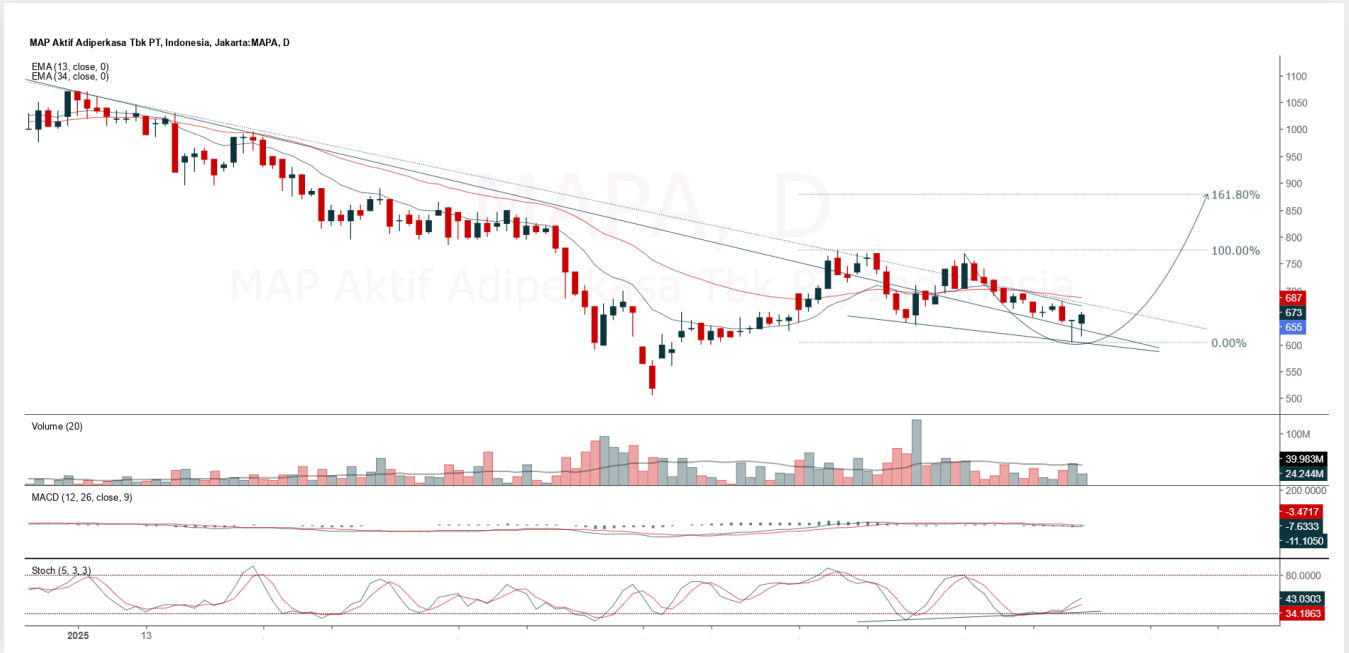 MAP Aktif Adiperkasa Tbk PT, Indonesia, Jakarta:MAPA, D
EMA (13, close, 0)
EMA (34, close, 0)
MAPA, D
MAP Aktif Adiperkasa Tbk PT, Indonesia
1100
1050
1000
950
900
161.80%
850
800
100.00%
750
700
687
673
655
600
0.00%
550
500
Volume (20)
100M
39.983M
24.244M
MACD (12, 26, close, 9)
200.0000
-3.4717
-7.6333
-11.1050
Stoch (5, 3, 3)
80.0000
43.0303
34.1863
2025
13